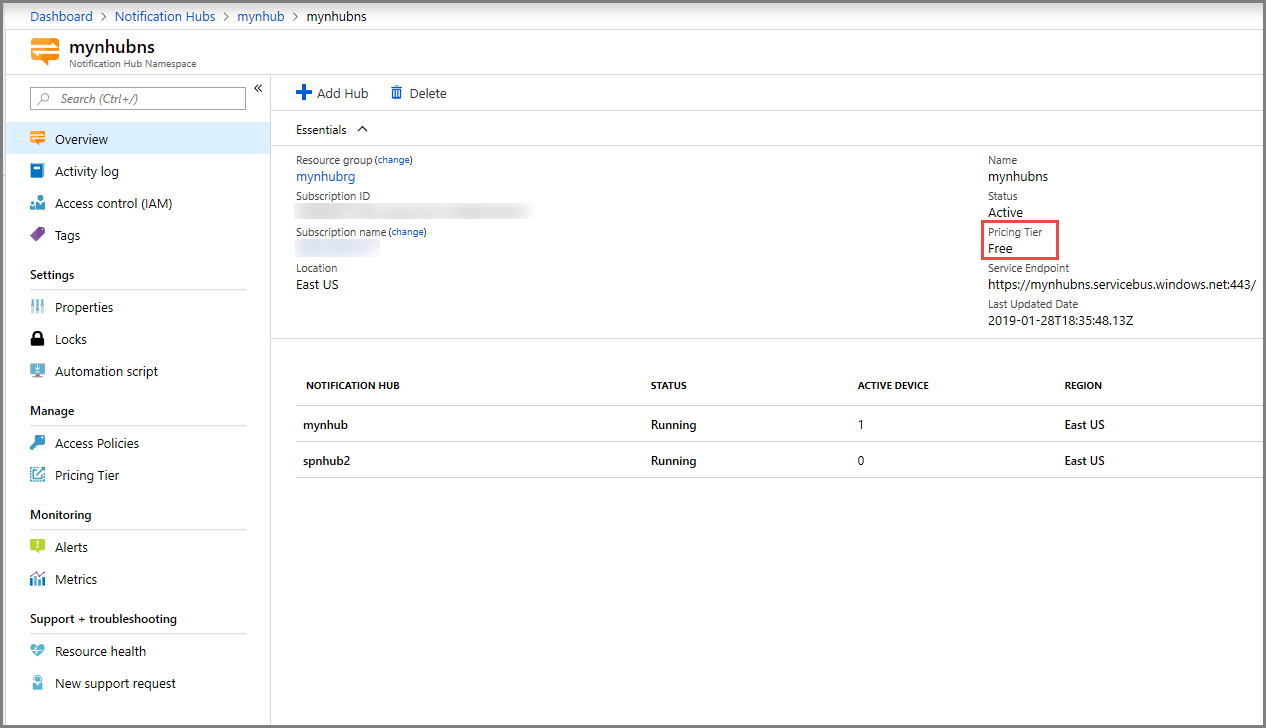 Dashboard > Notification Hubs > mynhub > mynhubns
mynhubns
Notification Hub Namespace
Search (Ctrl+/)
«
Overview
Activity log
Access control (IAM)
Tags
Settings
Properties
Locks
Automation script
Manage
Access Policies
Pricing Tier
Monitoring
Alerts
Metrics
Support + troubleshooting
Resource health
New support request
Add Hub Delete
Essentials
Resource group (change)
mynhubrg
Subscription ID
Subscription name (change)
Location
East US
Name
mynhubns
Status
Active
Pricing Tier
Free
Service Endpoint
https://mynhubns.servicebus.windows.net:443/
Last Updated Date
2019-01-28T18:35:48.13Z
NOTIFICATION HUB STATUS ACTIVE DEVICE REGION
mynhub Running 1 East US
spnhub2 Running 0 East US